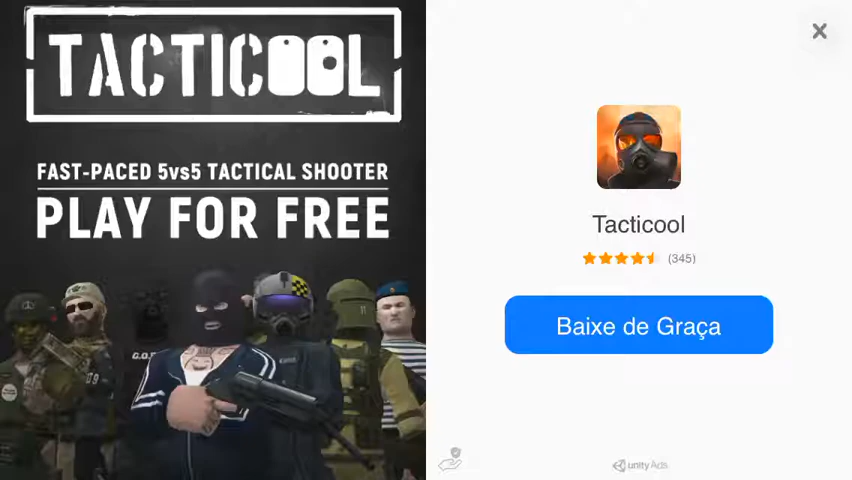 TACTICOOL
FAST-PACED 5vs5 TACTICAL SHOOTER
PLAY FOR FREE
Tacticool
(345)
Baixe de Graça
unity Ads